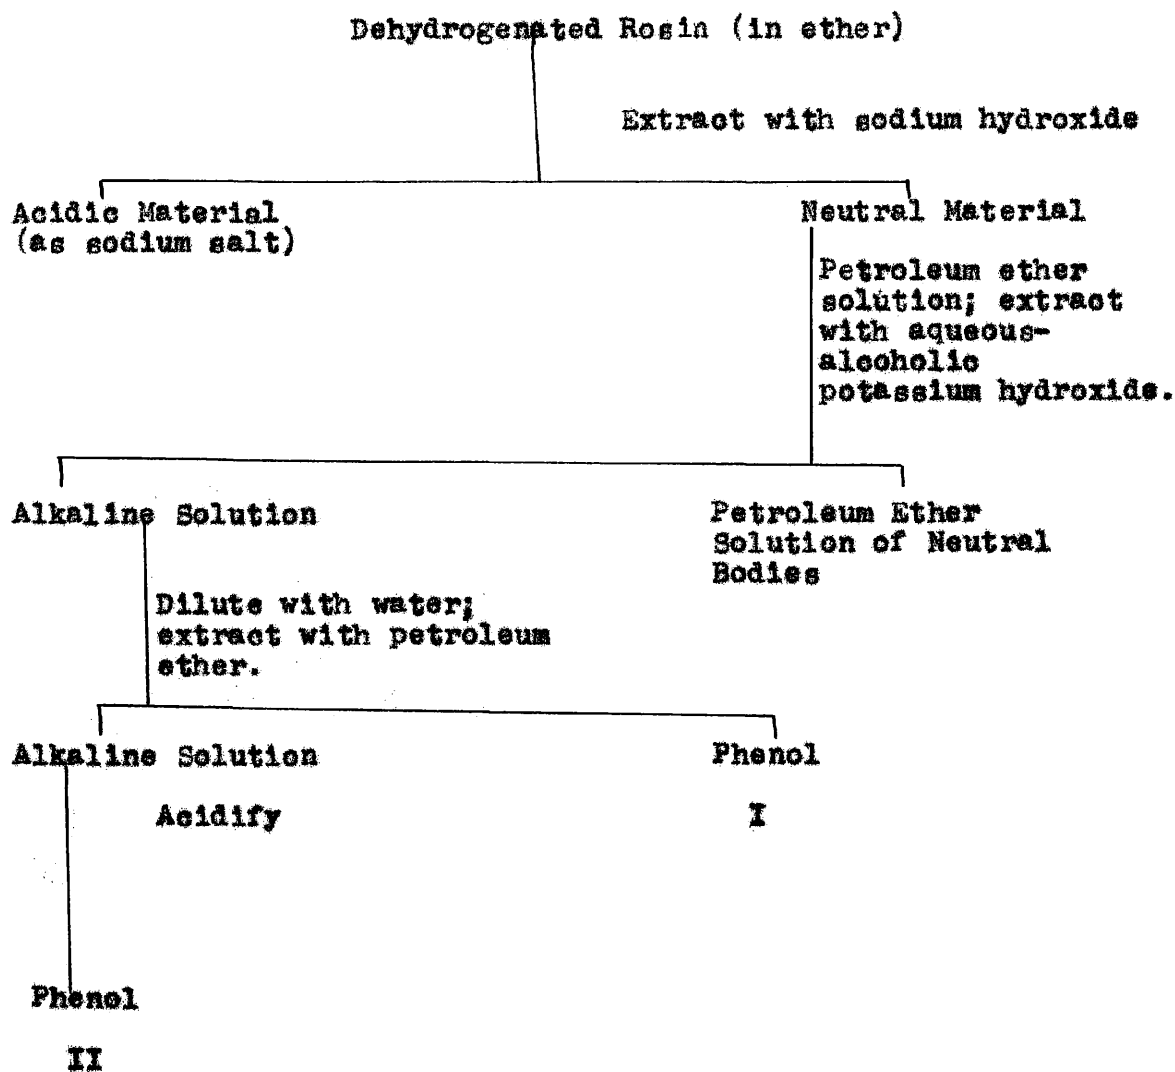 Dehydrogenated Rosin (in ether)
Extract with sodium hydroxide
Acidic Material
(as sodium salt)
Neutral Material
Petroleum ether
solution; extract
with aqueous-
alcoholic
potassium hydroxide.
Alkaline Solution
Petroleum Ether
Solution of Neutral
Bodies
Dilute with water;
extract with petroleum
ether.
Alkaline Solution
Phenol
Acidify
I
Phenol
II